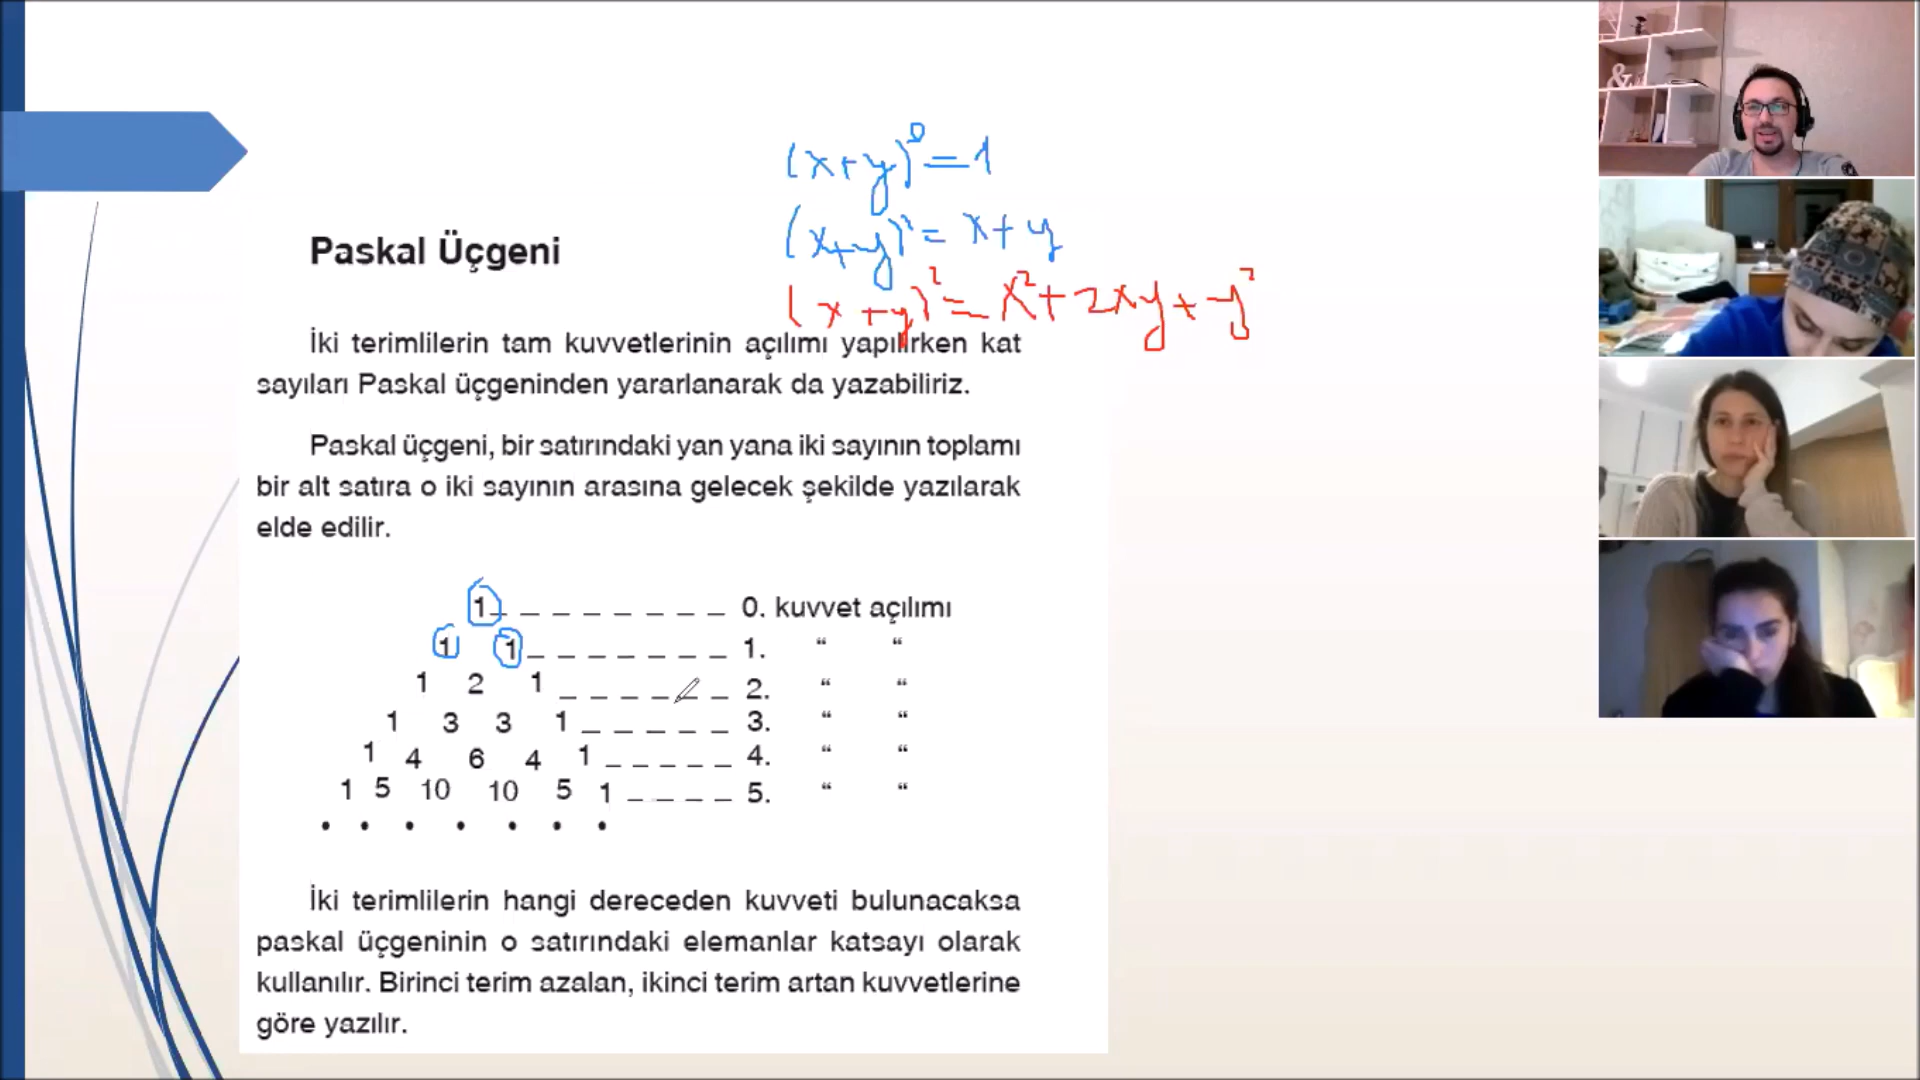 (x+y)⁰=1
(x+y)¹= x+y
(x+y)²= x²+2xy+y²
Paskal Üçgeni
İki terimlilerin tam kuvvetlerinin açılımı yapılırken kat
sayıları Paskal üçgeninden yararlanarak da yazabiliriz.
Paskal üçgeni, bir satırındaki yan yana iki sayının toplamı
bir alt satıra o iki sayının arasına gelecek şekilde yazılarak
elde edilir.
1 _ _ _ _ _ _ _ _ 0. kuvvet açılımı
1 1 _ _ _ _ _ _ _ 1. “ “
1 2 1 _ _ _ _ _ _ 2. “ “
1 3 3 1 _ _ _ _ _ 3. “ “
1 4 6 4 1 _ _ _ _ 4. “ “
1 5 10 10 5 1 _ _ _ _ 5. “ “
• • • • • • •
İki terimlilerin hangi dereceden kuvveti bulunacaksa
paskal üçgeninin o satırındaki elemanlar katsayı olarak
kullanılır. Birinci terim azalan, ikinci terim artan kuvvetlerine
göre yazılır.
&